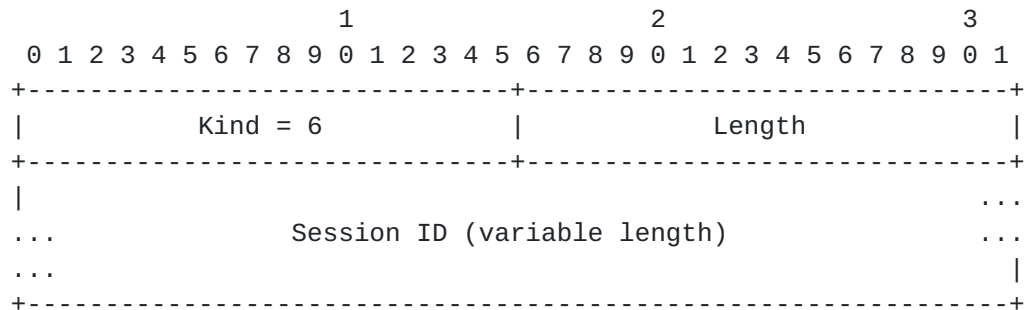 1                   2                   3
 0 1 2 3 4 5 6 7 8 9 0 1 2 3 4 5 6 7 8 9 0 1 2 3 4 5 6 7 8 9 0 1
+-------------------------------+-------------------------------+
|           Kind = 6            |            Length             |
+-------------------------------+-------------------------------+
|                                                             ...
...               Session ID (variable length)                ...
...                                                             |
+---------------------------------------------------------------+